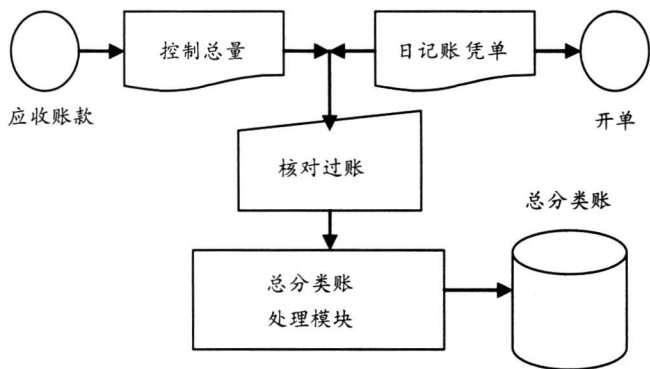 控制总量
日记账凭单
应收账款
开单
核对过账
总分类账
总分类账
处理模块